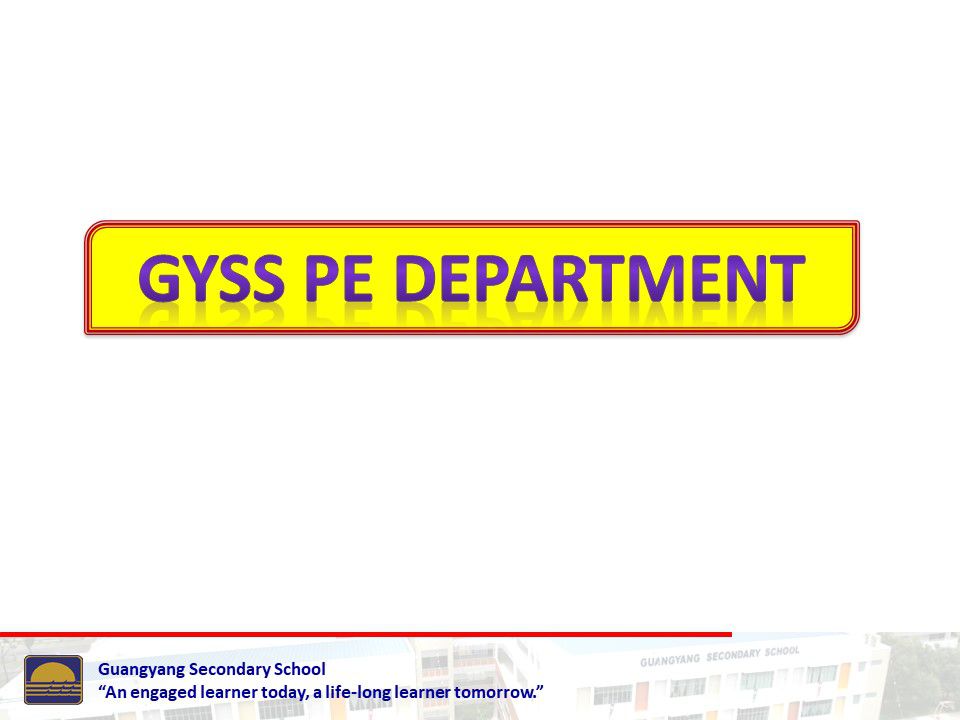 GYSS PE DEPARTMENT
GUANGYANG SECONDARY SCHOOL
Guangyang Secondary School
“An engaged learner today, a life-long learner tomorrow.”